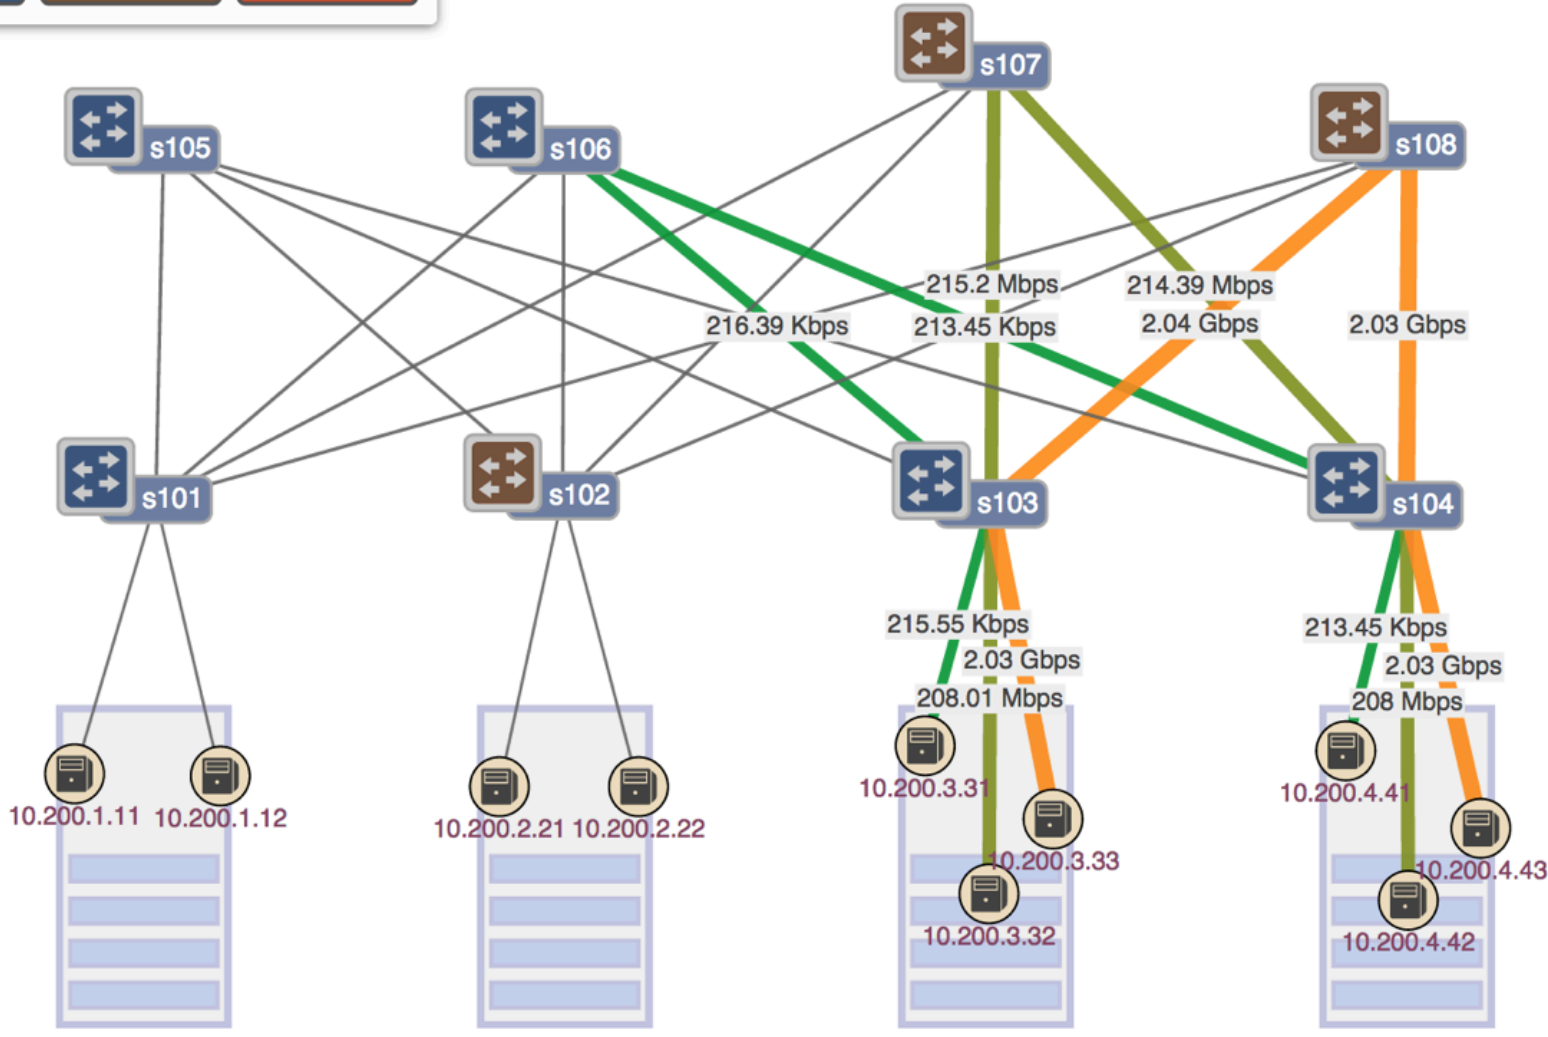 s107
s105
s106
s108
215.2 Mbps
214.39 Mbps
216.39 Kbps
213.45 Kbps
2.04 Gbps
2.03 Gbps
s101
s102
s103
s104
215.55 Kbps
213.45 Kbps
2.03 Gbps
2.03 Gbps
208.01 Mbps
208 Mbps
10.200.3.31
10.200.4.41
10.200.1.11
10.200.1.12
10.200.2.21
10.200.2.22
10.200.3.33
10.200.4.43
10.200.3.32
10.200.4.42